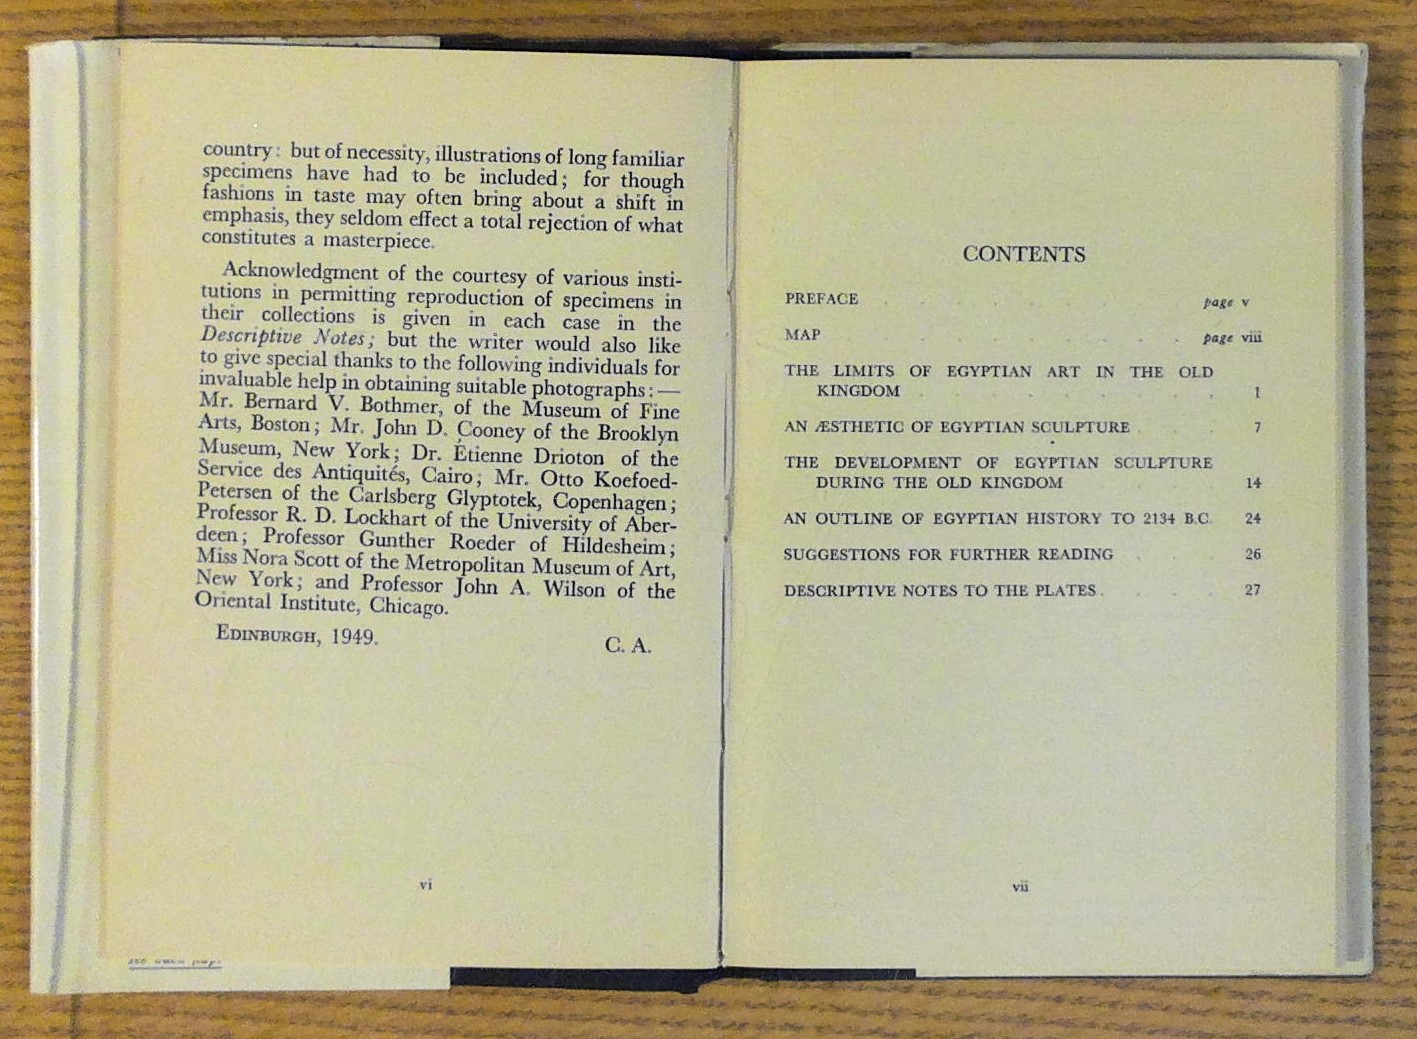 country: but of necessity, illustrations of long familiar
specimens have had to be included; for though
fashions in taste may often bring about a shift in
emphasis, they seldom effect a total rejection of what
constitutes a masterpiece.
Acknowledgment of the courtesy of various insti-
tutions in permitting reproduction of specimens in
their collections is given in each case in the
Descriptive Notes; but the writer would also like
to give special thanks to the following individuals for
invaluable help in obtaining suitable photographs:—
Mr. Bernard V. Bothmer, of the Museum of Fine
Arts, Boston; Mr. John D. Cooney of the Brooklyn
Museum, New York; Dr. Étienne Drioton of the
Service des Antiquités, Cairo; Mr. Otto Koefoed-
Petersen of the Carlsberg Glyptotek, Copenhagen;
Professor R. D. Lockhart of the University of Aber-
deen; Professor Gunther Roeder of Hildesheim;
Miss Nora Scott of the Metropolitan Museum of Art,
New York; and Professor John A. Wilson of the
Oriental Institute, Chicago.
EDINBURGH, 1949. C. A.
vi
CONTENTS
PREFACE page v
MAP page viii
THE LIMITS OF EGYPTIAN ART IN THE OLD
KINGDOM 1
AN ÆSTHETIC OF EGYPTIAN SCULPTURE 7
THE DEVELOPMENT OF EGYPTIAN SCULPTURE
DURING THE OLD KINGDOM 14
AN OUTLINE OF EGYPTIAN HISTORY TO 2134 B.C. 24
SUGGESTIONS FOR FURTHER READING 26
DESCRIPTIVE NOTES TO THE PLATES 27
vii